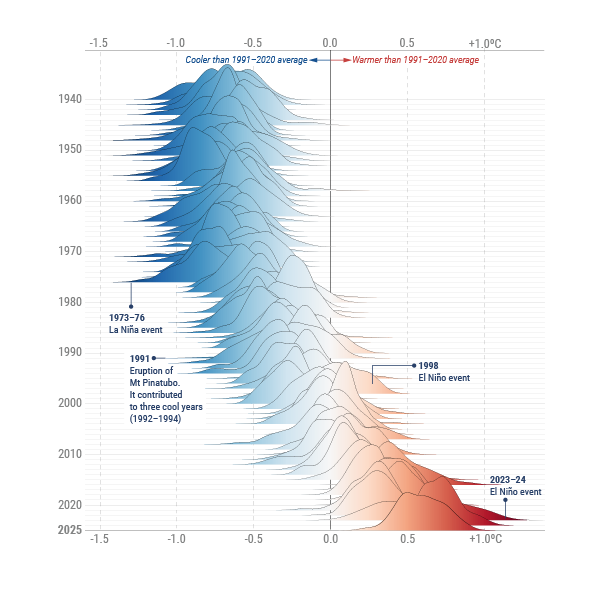 -1.5 -1.0 -0.5 0.0 0.5 +1.0ºC
Cooler than 1991–2020 average Warmer than 1991–2020 average
1940
1950
1960
1970
1980
1973–76
La Niña event
1990
1991
Eruption of
Mt Pinatubo.
It contributed
to three cool years
(1992–1994)
1998
El Niño event
2000
2010
2023–24
El Niño event
2020
2025
-1.5 -1.0 -0.5 0.0 0.5 +1.0ºC